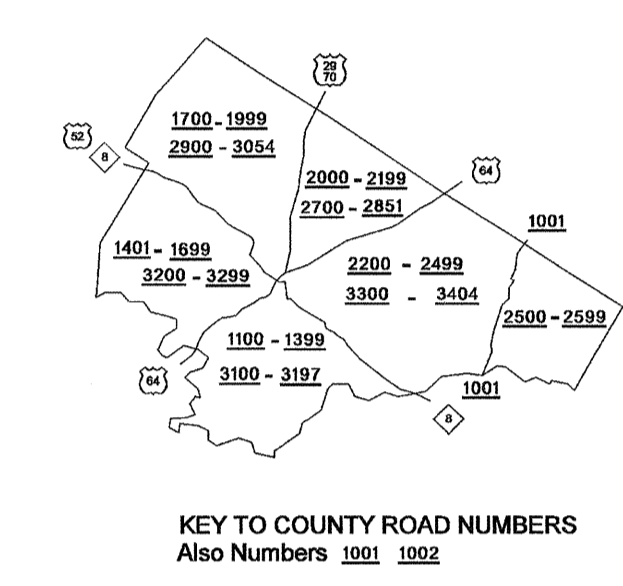 29
70
1700 - 1999
52
8
2900 - 3054
64
2000 - 2199
2700 - 2851
1001
1401 - 1699
3200 - 3299
2200 - 2499
3300 - 3404
2500 - 2599
1100 - 1399
3100 - 3197
64
1001
8
KEY TO COUNTY ROAD NUMBERS
Also Numbers 1001 1002